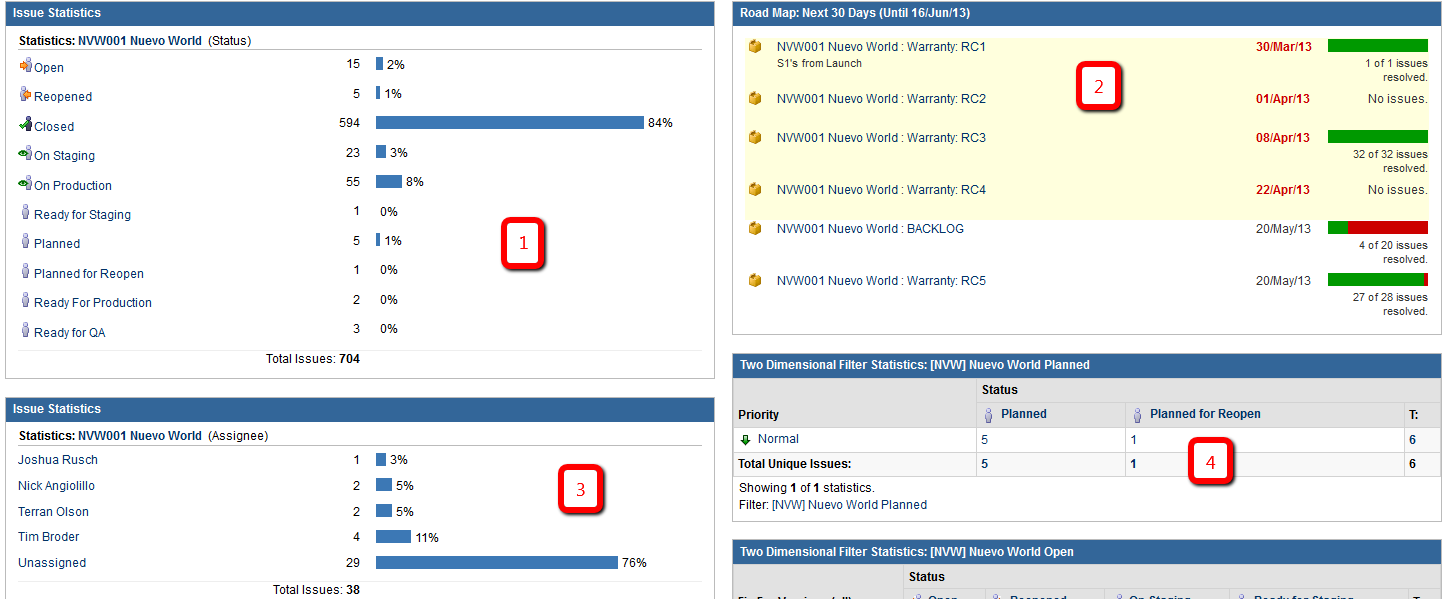 Issue Statistics
Statistics: NVW001 Nuevo World (Status)
Open 15 2%
Reopened 5 1%
Closed 594 84%
On Staging 23 3%
On Production 55 8%
Ready for Staging 1 0%
1
Planned 5 1%
Planned for Reopen 1 0%
Ready For Production 2 0%
Ready for QA 3 0%
Total Issues: 704
Issue Statistics
Statistics: NVW001 Nuevo World (Assignee)
Joshua Rusch 1 3%
Nick Angiolillo 2 5%
3
Terran Olson 2 5%
Tim Broder 4 11%
Unassigned 29 76%
Total Issues: 38
Road Map: Next 30 Days (Until 16/Jun/13)
NVW001 Nuevo World : Warranty: RC1 30/Mar/13
S1's from Launch 1 of 1 issues
resolved.
2
NVW001 Nuevo World : Warranty: RC2 01/Apr/13 No issues.
NVW001 Nuevo World : Warranty: RC3 08/Apr/13
32 of 32 issues
resolved.
NVW001 Nuevo World : Warranty: RC4 22/Apr/13 No issues.
NVW001 Nuevo World : BACKLOG 20/May/13
4 of 20 issues
resolved.
NVW001 Nuevo World : Warranty: RC5 20/May/13
27 of 28 issues
resolved.
Two Dimensional Filter Statistics: [NVW] Nuevo World Planned
Status
Priority Planned Planned for Reopen T:
Normal 5 1 6
4
Total Unique Issues: 5 1 6
Showing 1 of 1 statistics.
Filter: [NVW] Nuevo World Planned
Two Dimensional Filter Statistics: [NVW] Nuevo World Open
Status
Open Reopened On Staging Ready for Staging T: